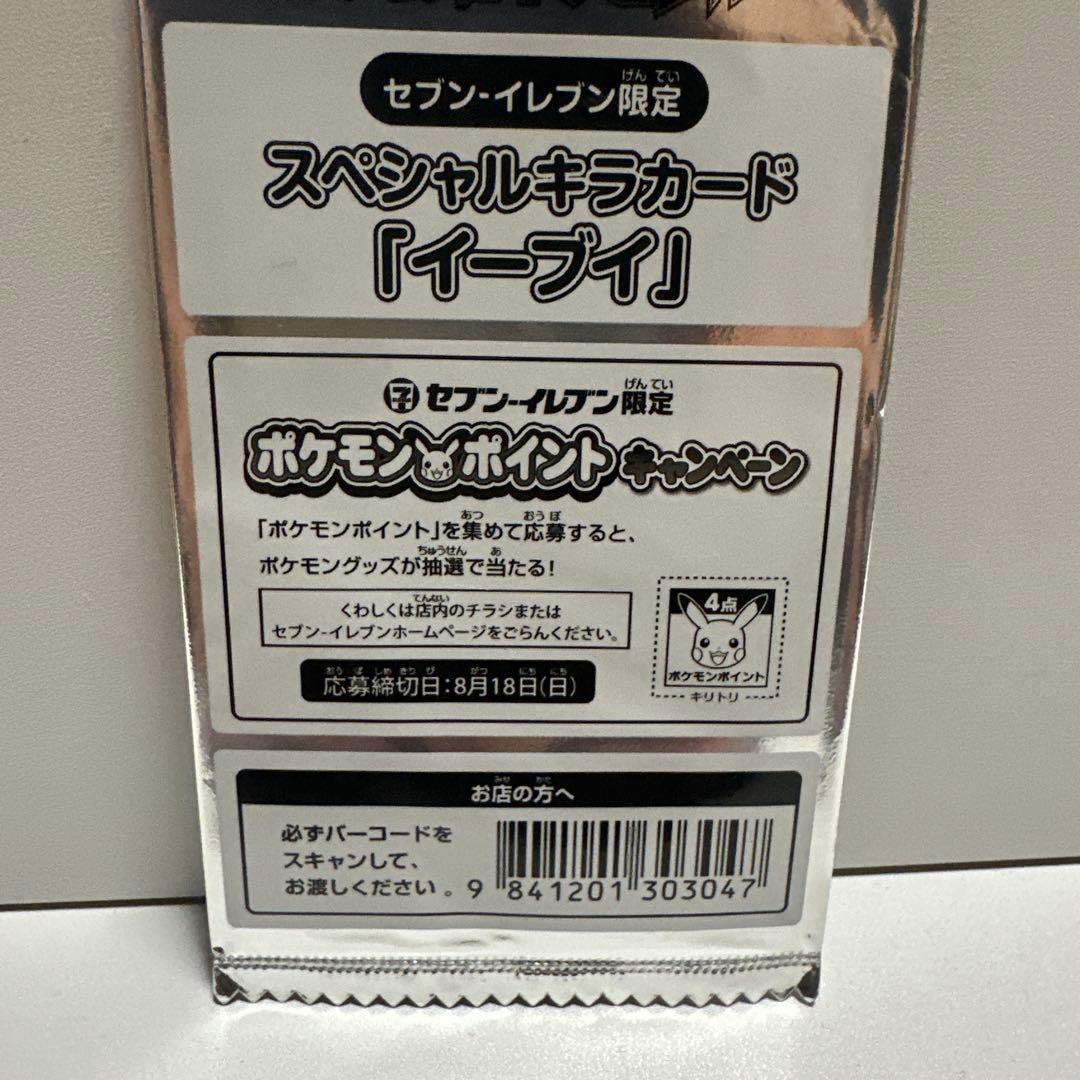 セブン-イレブン限定
スペシャルキラカード
「イーブイ」
セブン-イレブン限定
ポケモンポイントキャンペーン
「ポケモンポイント」を集めて応募すると、
ポケモングッズが抽選で当たる!
くわしくは店内のチラシまたは
セブン-イレブンホームページをごらんください。
応募締切日:8月18日(日)
4点
ポケモンポイント
キリトリ
お店の方へ
必ずバーコードを
スキャンして、
お渡しください。
9 841201 303047